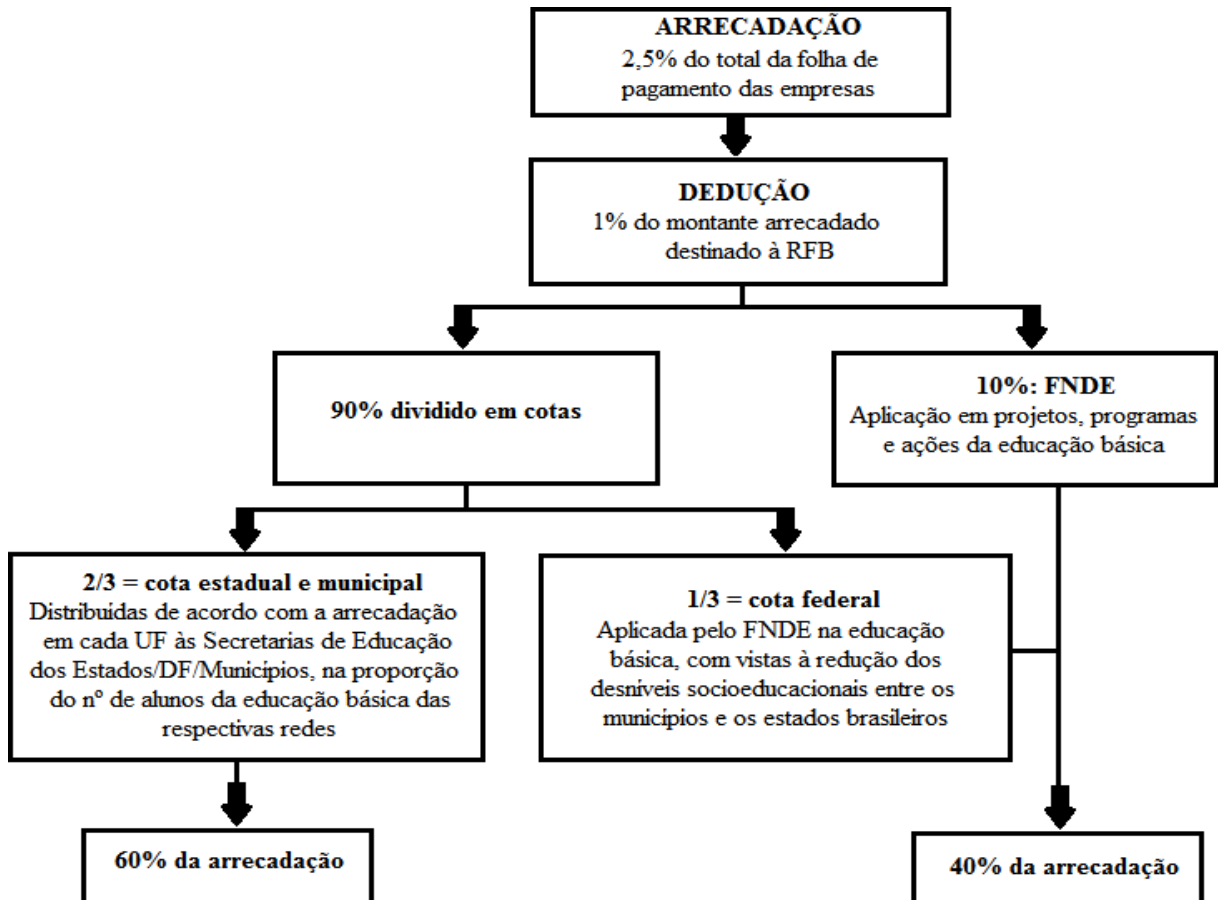 ARRECADAÇÃO
2,5% do total da folha de
pagamento das empresas
DEDUÇÃO
1% do montante arrecadado
destinado à RFB
90% dividido em cotas
10%: FNDE
Aplicação em projetos, programas
e ações da educação básica
2/3 = cota estadual e municipal
Distribuídas de acordo com a arrecadação
em cada UF às Secretarias de Educação
dos Estados/DF/Municípios, na proporção
do nº de alunos da educação básica das
respectivas redes
1/3 = cota federal
Aplicada pelo FNDE na educação
básica, com vistas à redução dos
desníveis socioeducacionais entre os
municípios e os estados brasileiros
60% da arrecadação
40% da arrecadação